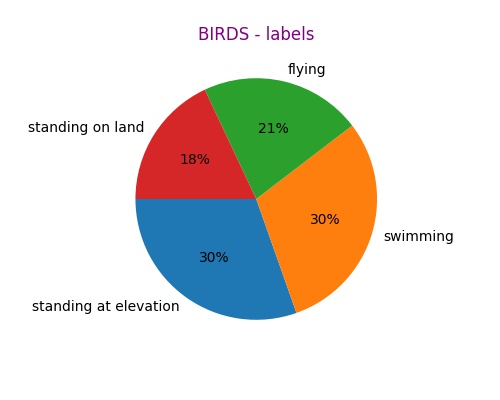 BIRDS - labels
flying
standing on land
21%
18%
30%
swimming
30%
standing at elevation